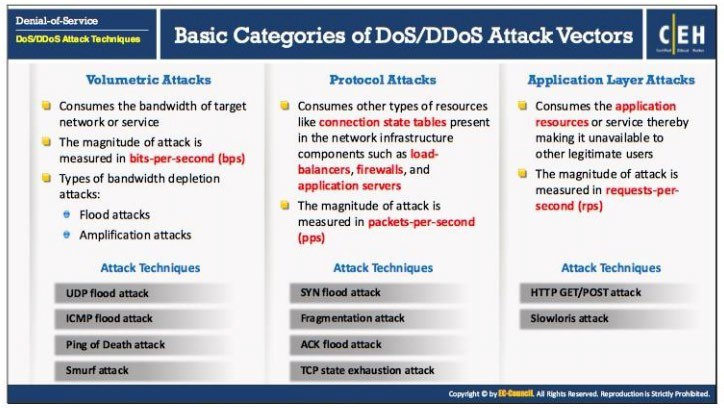 Denial-of-Service
DoS/DDoS Attack Techniques
Basic Categories of DoS/DDoS Attack Vectors
C|EH
Volumetric Attacks
Consumes the bandwidth of target
network or service
The magnitude of attack is
measured in bits-per-second (bps)
Types of bandwidth depletion
attacks:
Flood attacks
Amplification attacks
Attack Techniques
UDP flood attack
ICMP flood attack
Ping of Death attack
Smurf attack
Protocol Attacks
Consumes other types of resources
like connection state tables present
in the network infrastructure
components such as load-
balancers, firewalls, and
application servers
The magnitude of attack is
measured in packets-per-second
(pps)
Attack Techniques
SYN flood attack
Fragmentation attack
ACK flood attack
TCP state exhaustion attack
Application Layer Attacks
Consumes the application
resources or service thereby
making it unavailable to
other legitimate users
The magnitude of attack is
measured in requests-per-
second (rps)
Attack Techniques
HTTP GET/POST attack
Slowloris attack
Copyright © by EC-Council. All Rights Reserved. Reproduction is Strictly Prohibited.